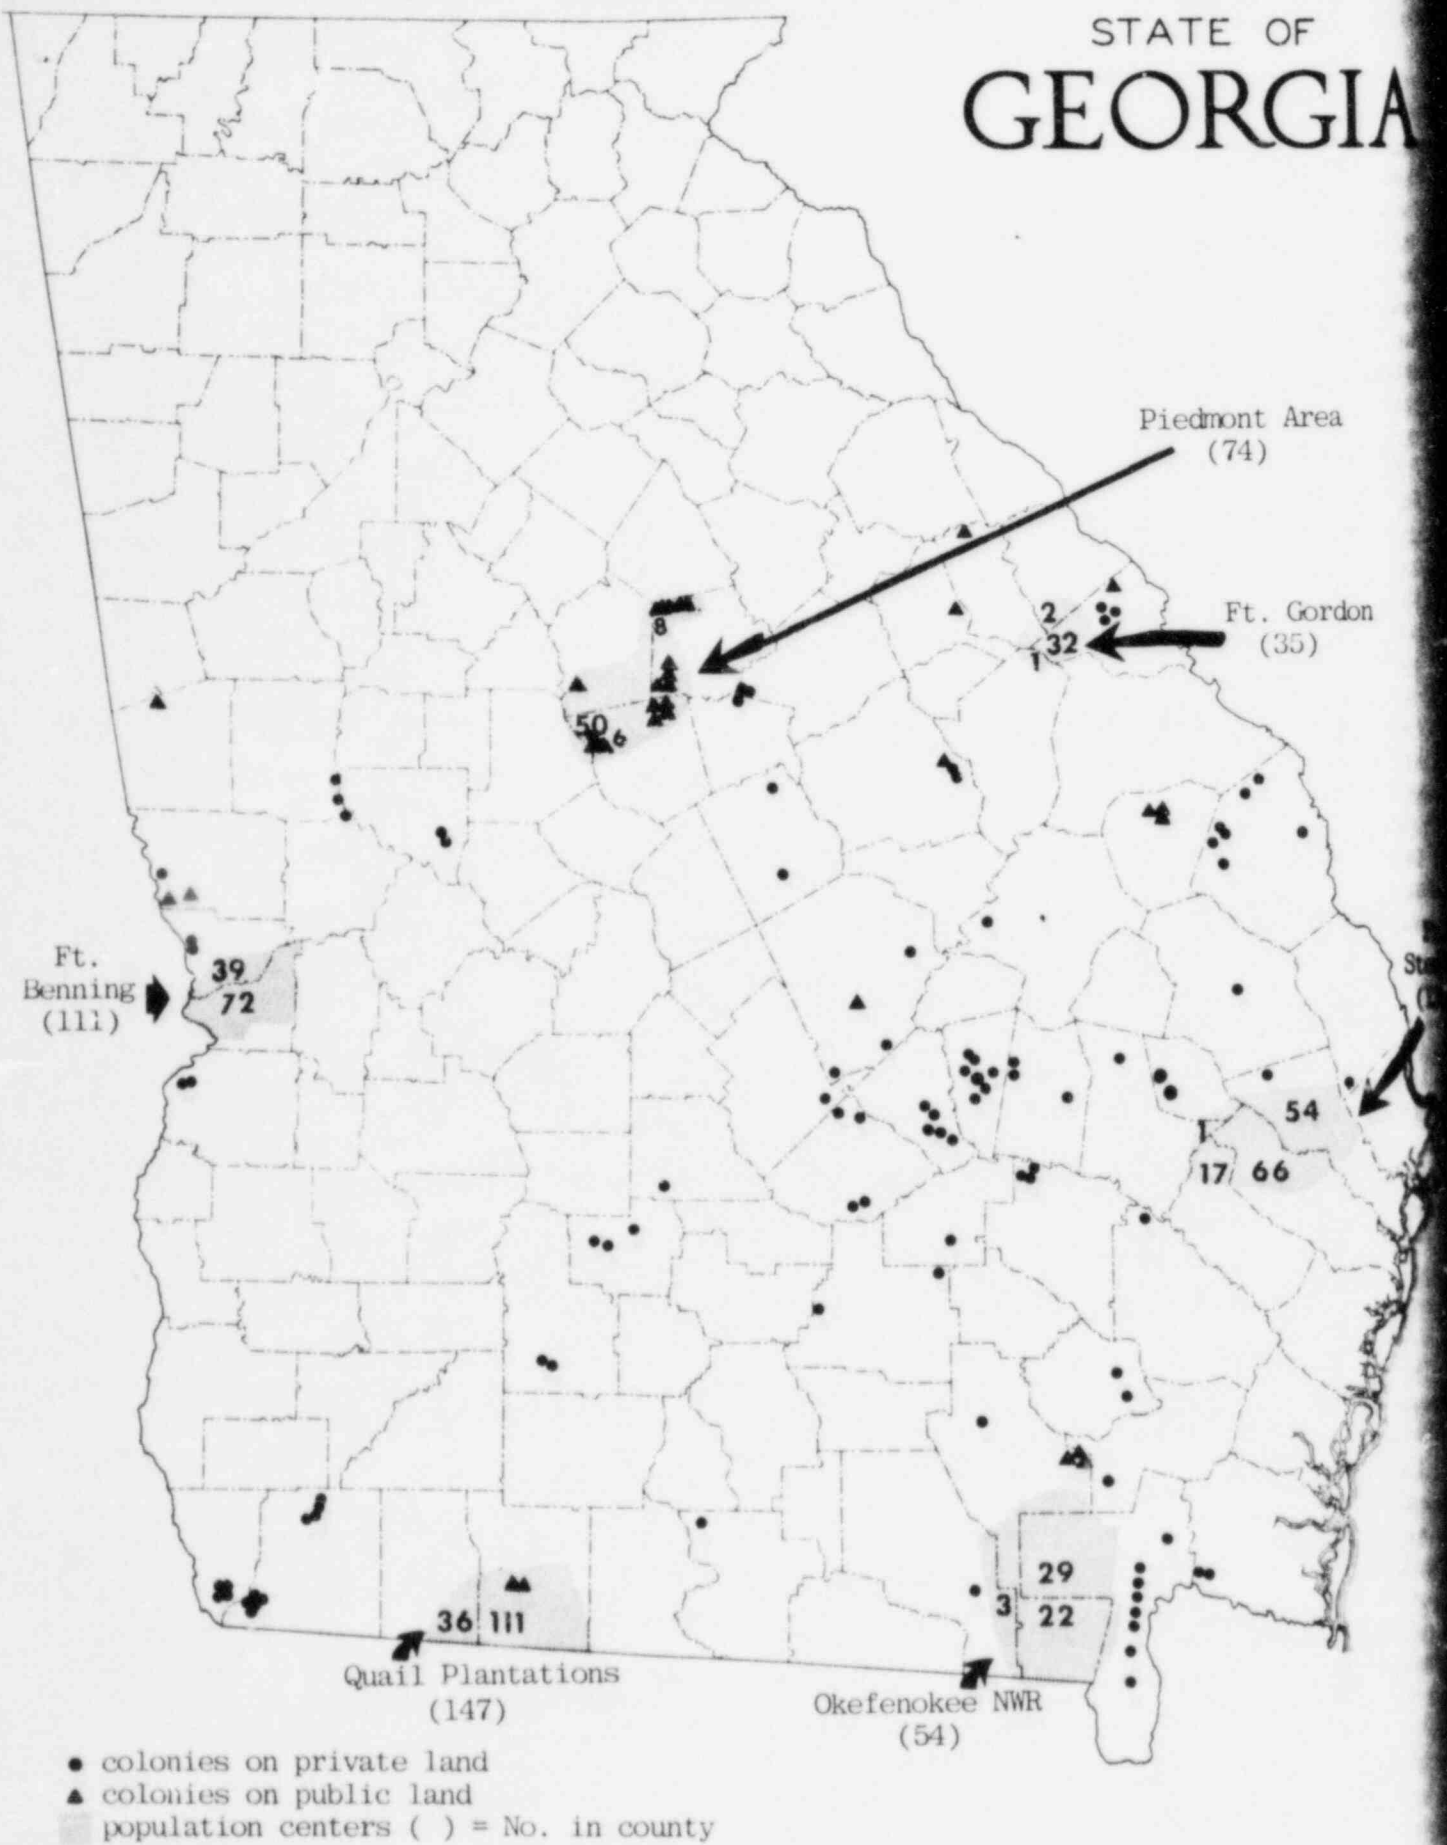 STATE OF
GEORGIA
Piedmont Area
(74)
2
Ft. Gordon
32
(35)
1
8
50
6
Ft.
Benning
(111)
39
72
54
1
17
66
29
3
22
36
111
Quail Plantations
(147)
Okefenokee NWR
(54)
colonies on private land
colonies on public land
population centers ( ) = No. in county